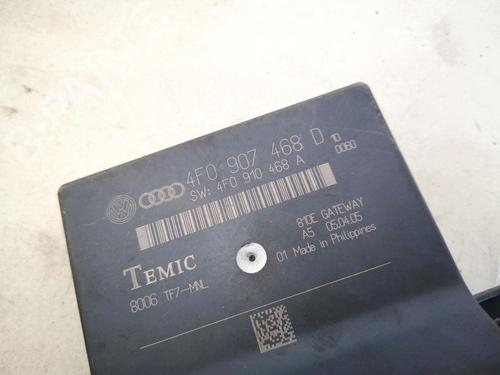 4F0 907 468 D 10
0060
SW: 4F0 910 468 A
TEMIC
8006 TF7-MNL
81DE GATEWAY
A5 05.04.05
01 Made in Philippines